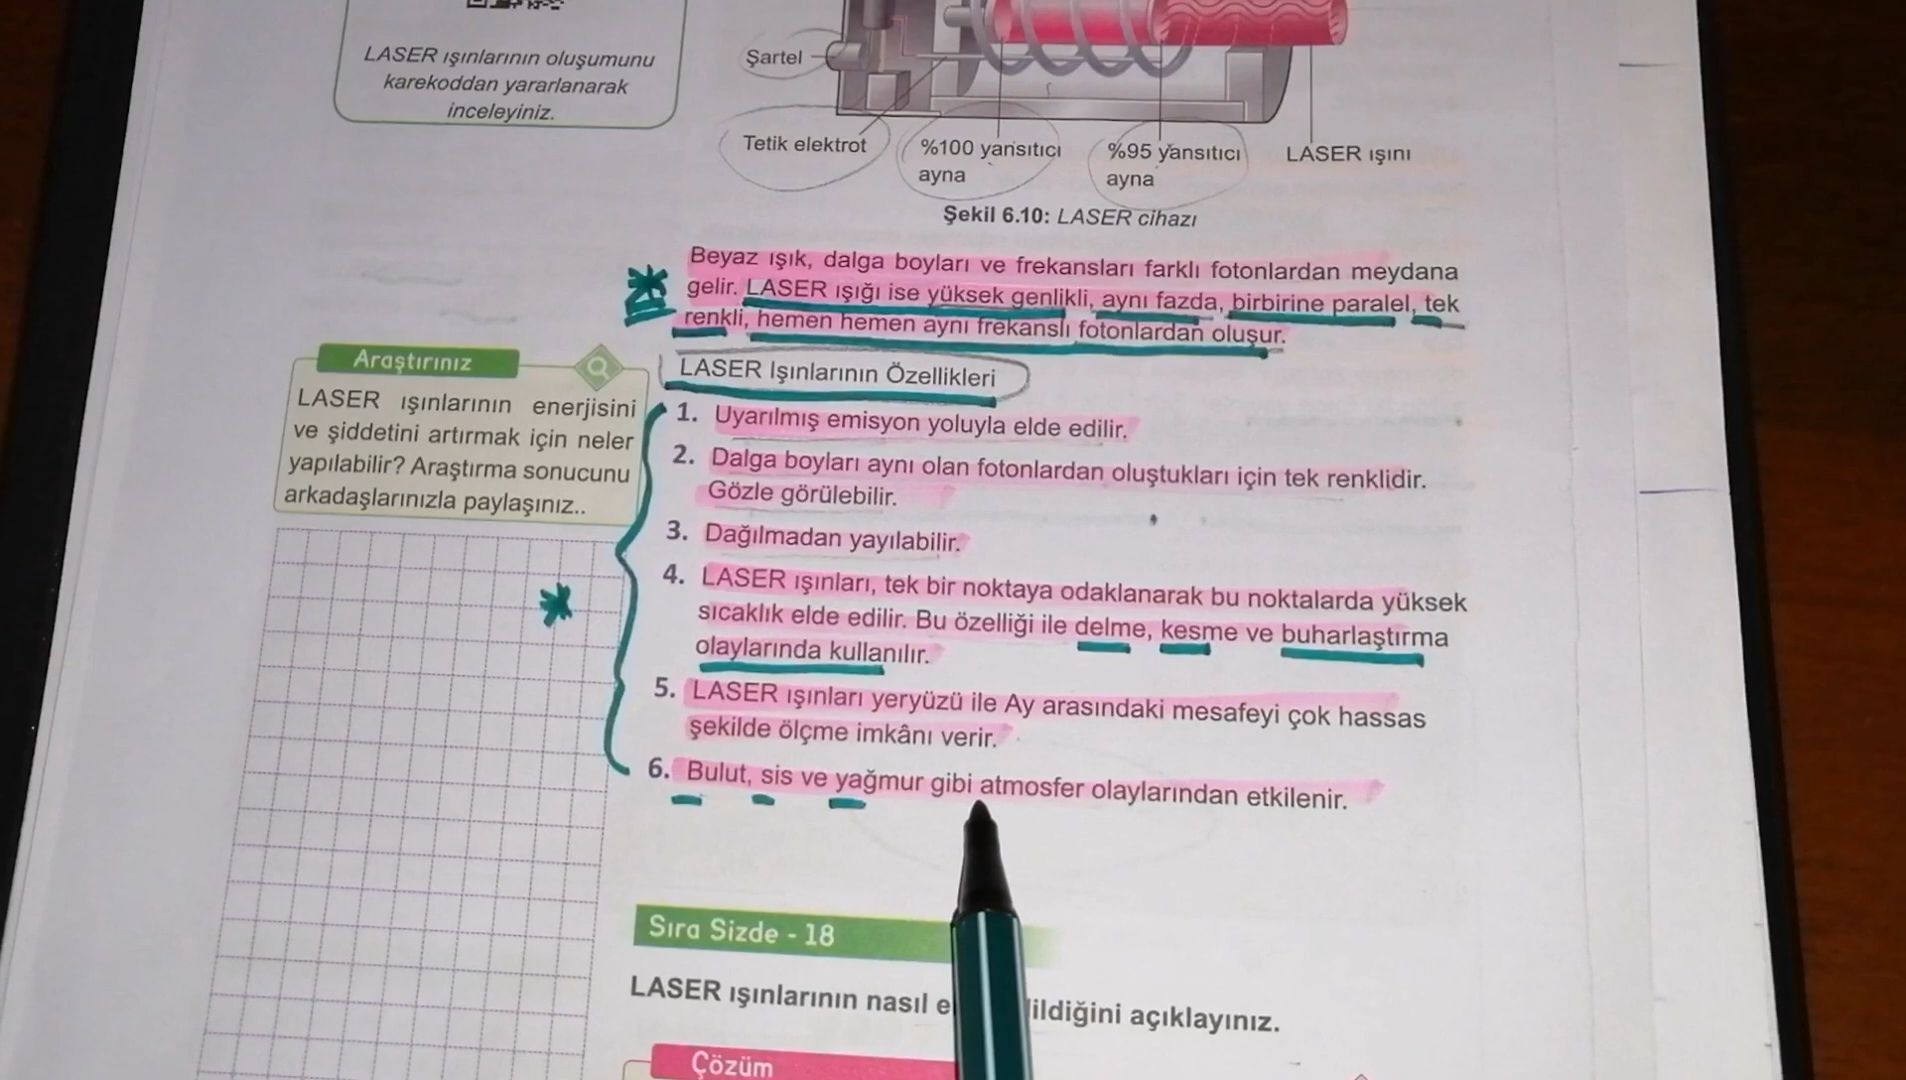 LASER ışınlarının oluşumunu
karekoddan yararlanarak
inceleyiniz.
Şartel
Tetik elektrot
%100 yansıtıcı
ayna
%95 yansıtıcı
ayna
LASER ışını
Şekil 6.10: LASER cihazı
Beyaz ışık, dalga boyları ve frekansları farklı fotonlardan meydana
gelir. LASER ışığı ise yüksek genlikli, aynı fazda, birbirine paralel, tek
renkli, hemen hemen aynı frekanslı fotonlardan oluşur.
Araştırınız
LASER ışınlarının enerjisini
ve şiddetini artırmak için neler
yapılabilir? Araştırma sonucunu
arkadaşlarınızla paylaşınız..
LASER Işınlarının Özellikleri
1. Uyarılmış emisyon yoluyla elde edilir.
2. Dalga boyları aynı olan fotonlardan oluştukları için tek renklidir.
Gözle görülebilir.
3. Dağılmadan yayılabilir.
4. LASER ışınları, tek bir noktaya odaklanarak bu noktalarda yüksek
sıcaklık elde edilir. Bu özelliği ile delme, kesme ve buharlaştırma
olaylarında kullanılır.
5. LASER ışınları yeryüzü ile Ay arasındaki mesafeyi çok hassas
şekilde ölçme imkânı verir.
6. Bulut, sis ve yağmur gibi atmosfer olaylarından etkilenir.
Sıra Sizde - 18
LASER ışınlarının nasıl açıklayınız.
Çözüm